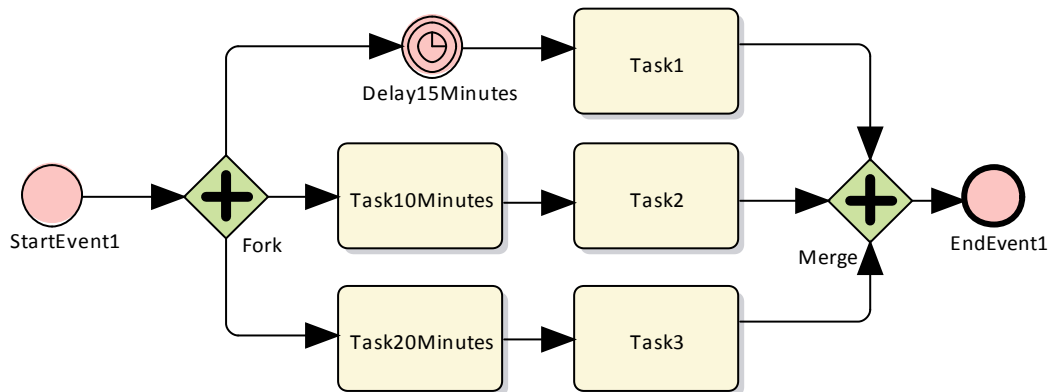 Task1
Delay15Minutes
Task10Minutes
Task2
StartEvent1
Fork
Merge
EndEvent1
Task20Minutes
Task3